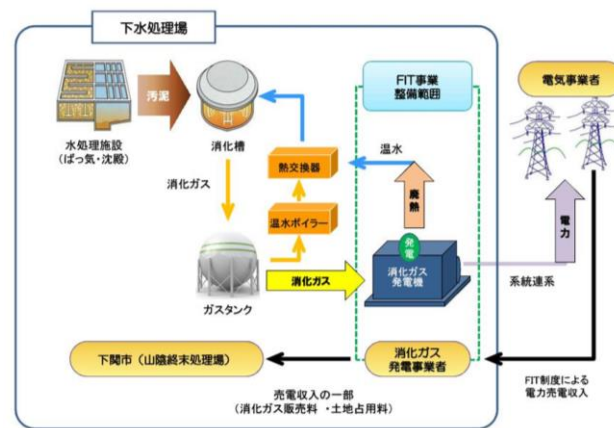 下水処理場
FIT事業
整備範囲
電気事業者
汚泥
水処理施設
(ばっ気・沈殿)
消化槽
温水
熱交換器
消化ガス
廃熱
温水ボイラー
電力
発電
消化ガス
発電機
消化ガス
ガスタンク
系統連系
下関市(山陰終末処理場)
消化ガス
発電事業者
売電収入の一部
(消化ガス販売料 ・土地占用料)
FIT制度による
電力売電収入